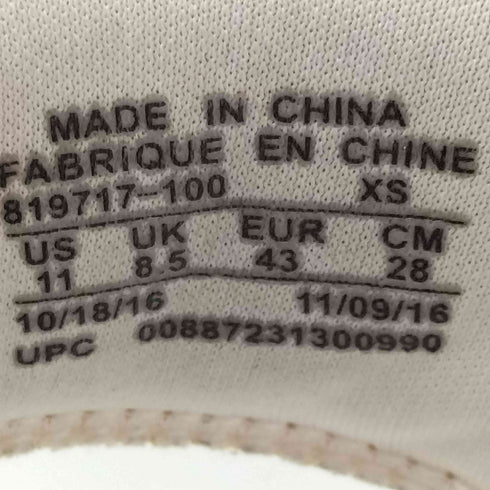 MADE IN CHINA
FABRIQUE EN CHINE
819717-100 XS
US UK EUR CM
11 8.5 43 28
10/18/16 11/09/16
UPC 00887231300990